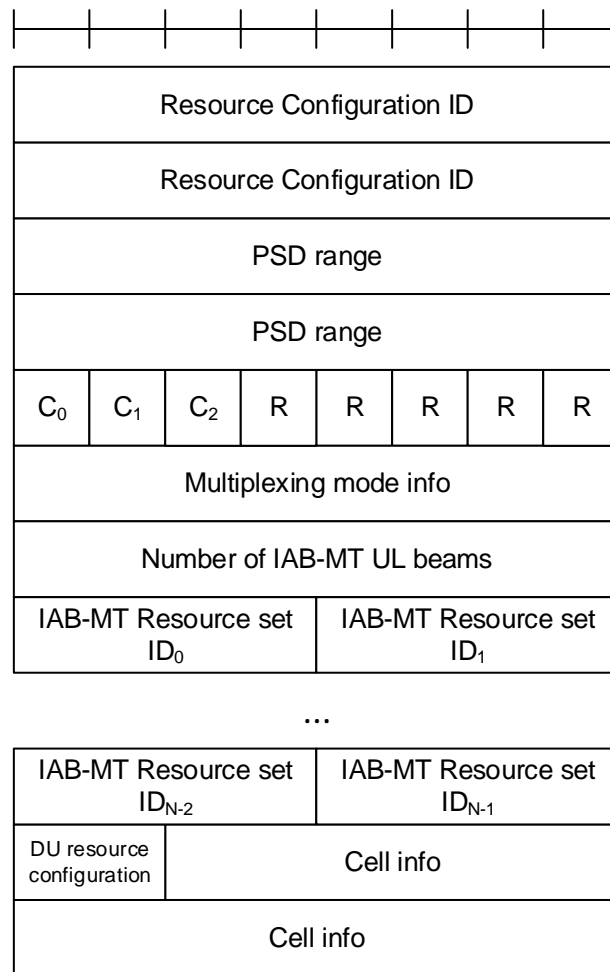 Resource Configuration ID
Resource Configuration ID
PSD range
PSD range
C₀ C₁ C₂ R R R R R
Multiplexing mode info
Number of IAB-MT UL beams
IAB-MT Resource set IAB-MT Resource set
ID₀ ID₁
...
IAB-MT Resource set IAB-MT Resource set
ID_N-2 ID_N-1
DU resource
configuration Cell info
Cell info